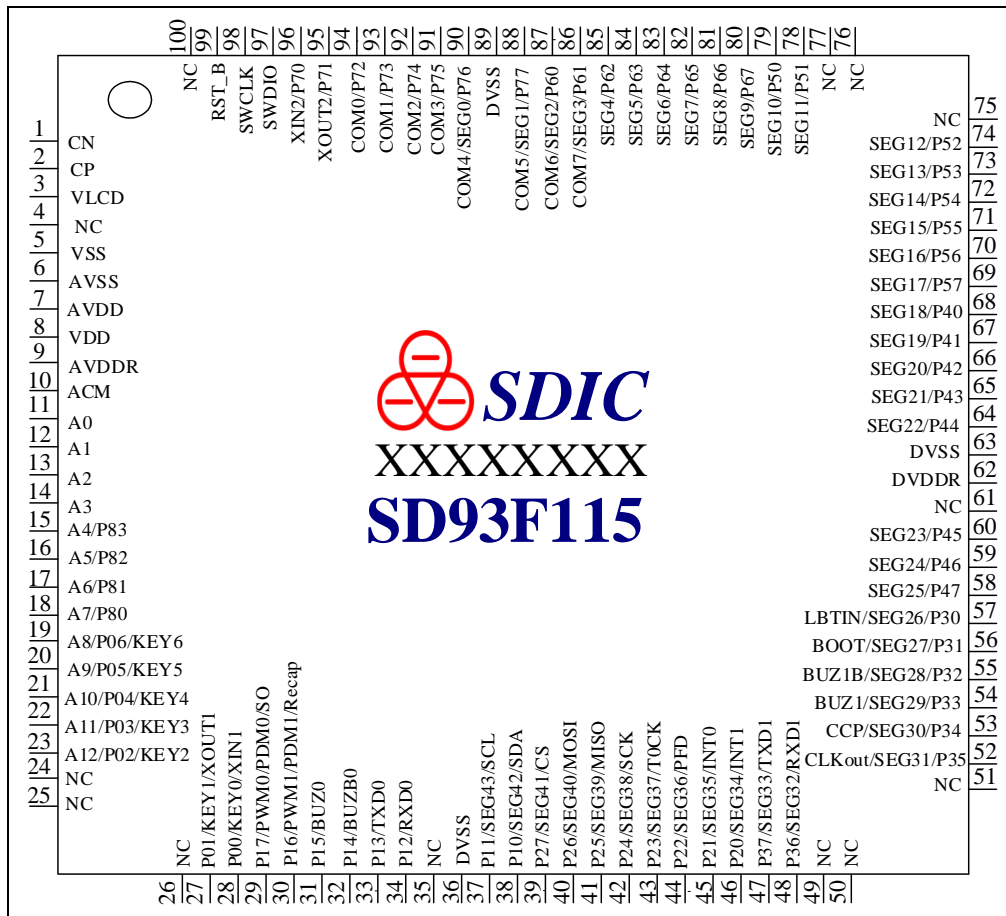 100 99 98 97 96 95 94 93 92 91 90 89 88 87 86 85 84 83 82 81 80 79 78 77 76
NC
RST_B
SWCLK
SWDIO
XIN2/P70
XOUT2/P71
COM0/P72
COM1/P73
COM2/P74
COM3/P75
COM4/SEG0/P76
DVSS
COM5/SEG1/P77
COM6/SEG2/P60
COM7/SEG3/P61
SEG4/P62
SEG5/P63
SEG6/P64
SEG7/P65
SEG8/P66
SEG9/P67
SEG10/P50
SEG11/P51
NC
NC
1 CN
2 CP
3 VLCD
4 NC
5 VSS
6 AVSS
7 AVDD
8 VDD
9 AVDDR
10 ACM
11 A0
12 A1
13 A2
14 A3
15 A4/P83
16 A5/P82
17 A6/P81
18 A7/P80
19 A8/P06/KEY6
20 A9/P05/KEY5
21 A10/P04/KEY4
22 A11/P03/KEY3
23 A12/P02/KEY2
24 NC
25 NC
SDIC
XXXXXXXX
SD93F115
NC 75
SEG12/P52 74
SEG13/P53 73
SEG14/P54 72
SEG15/P55 71
SEG16/P56 70
SEG17/P57 69
SEG18/P40 68
SEG19/P41 67
SEG20/P42 66
SEG21/P43 65
SEG22/P44 64
DVSS 63
DVDDR 62
NC 61
SEG23/P45 60
SEG24/P46 59
SEG25/P47 58
LBTIN/SEG26/P30 57
BOOT/SEG27/P31 56
BUZ1B/SEG28/P32 55
BUZ1/SEG29/P33 54
CCP/SEG30/P34 53
CLKout/SEG31/P35 52
NC 51
NC
P01/KEY1/XOUT1
P00/KEY0/XIN1
P17/PWM0/PDM0/SO
P16/PWM1/PDM1/Recap
P15/BUZ0
P14/BUZB0
P13/TXD0
P12/RXD0
NC
DVSS
P11/SEG43/SCL
P10/SEG42/SDA
P27/SEG41/CS
P26/SEG40/MOSI
P25/SEG39/MISO
P24/SEG38/SCK
P23/SEG37/T0CK
P22/SEG36/PFD
P21/SEG35/INT0
P20/SEG34/INT1
P37/SEG33/TXD1
P36/SEG32/RXD1
NC
NC
26 27 28 29 30 31 32 33 34 35 36 37 38 39 40 41 42 43 44 45 46 47 48 49 50